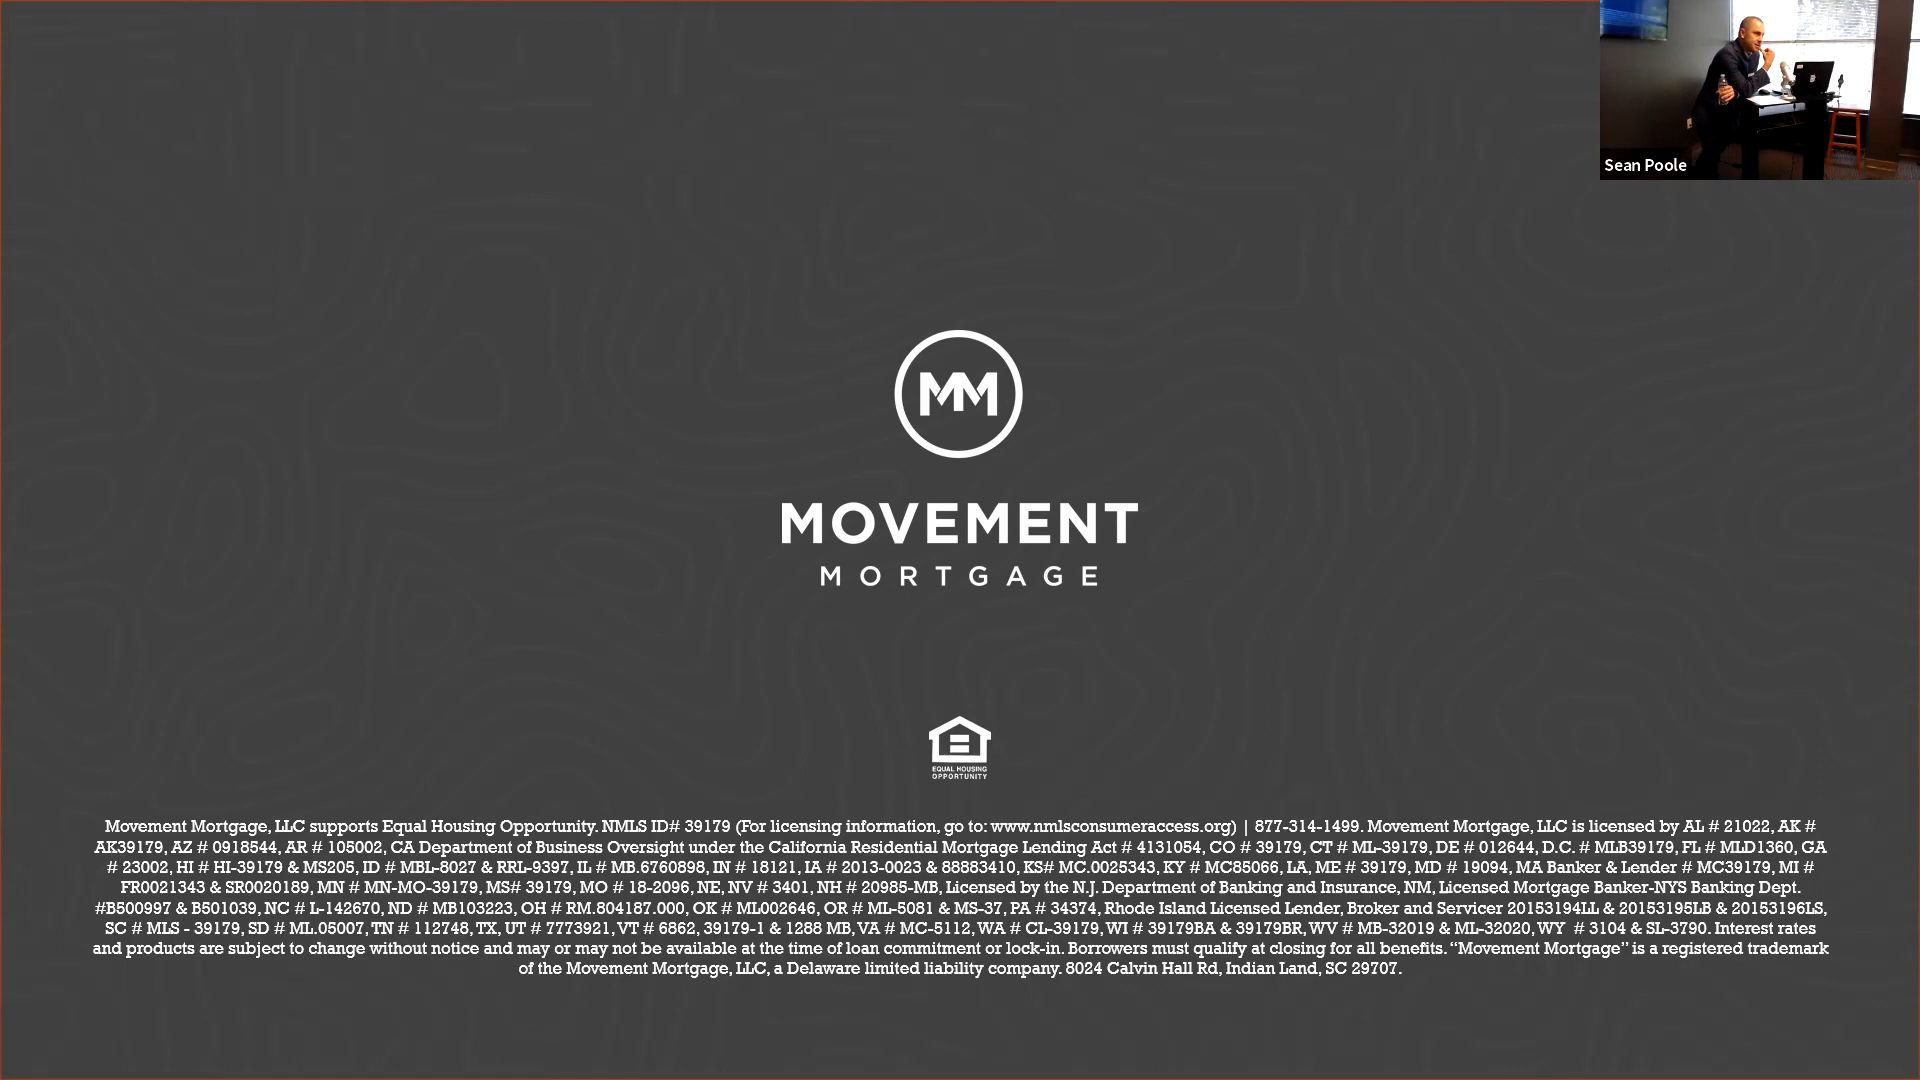 Sean Poole
MM
MOVEMENT
MORTGAGE
EQUAL HOUSING
OPPORTUNITY
Movement Mortgage, LLC supports Equal Housing Opportunity. NMLS ID# 39179 (For licensing information, go to: www.nmlsconsumeraccess.org) | 877-314-1499. Movement Mortgage, LLC is licensed by AL # 21022, AK #
AK39179, AZ # 0918544, AR # 105002, CA Department of Business Oversight under the California Residential Mortgage Lending Act # 4131054, CO # 39179, CT # ML-39179, DE # 012644, D.C. # MLB39179, FL # MLD1360, GA
# 23002, HI # HI-39179 & MS205, ID # MBL-8027 & RRL-9397, IL # MB.6760898, IN # 18121, IA # 2013-0023 & 88883410, KS# MC.0025343, KY # MC85066, LA, ME # 39179, MD # 19094, MA Banker & Lender # MC39179, MI #
FR0021343 & SR0020189, MN # MN-MO-39179, MS# 39179, MO # 18-2096, NE, NV # 3401, NH # 20985-MB, Licensed by the N.J. Department of Banking and Insurance, NM, Licensed Mortgage Banker-NYS Banking Dept.
#B500997 & B501039, NC # L-142670, ND # MB103223, OH # RM.804187.000, OK # ML002646, OR # ML-5081 & MS-37, PA # 34374, Rhode Island Licensed Lender, Broker and Servicer 20153194LL & 20153195LB & 20153196LS,
SC # MLS - 39179, SD # ML.05007, TN # 112748, TX, UT # 7773921, VT # 6862, 39179-1 & 1288 MB, VA # MC-5112, WA # CL-39179, WI # 39179BA & 39179BR, WV # MB-32019 & ML-32020, WY # 3104 & SL-3790. Interest rates
and products are subject to change without notice and may or may not be available at the time of loan commitment or lock-in. Borrowers must qualify at closing for all benefits. “Movement Mortgage” is a registered trademark
of the Movement Mortgage, LLC, a Delaware limited liability company. 8024 Calvin Hall Rd, Indian Land, SC 29707.